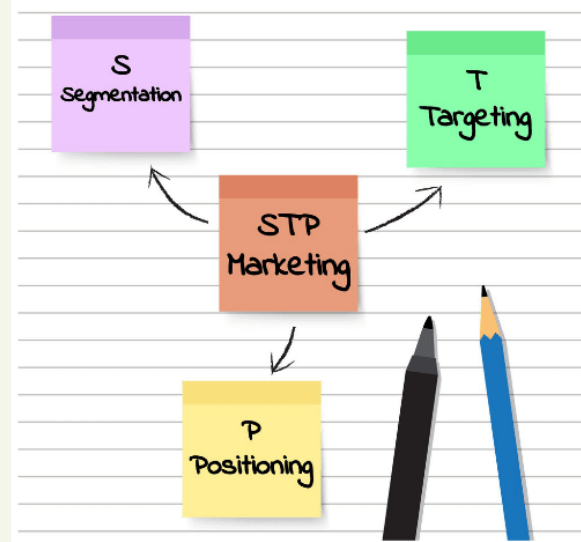 S
Segmentation
T
Targeting
STP
Marketing
P
Positioning